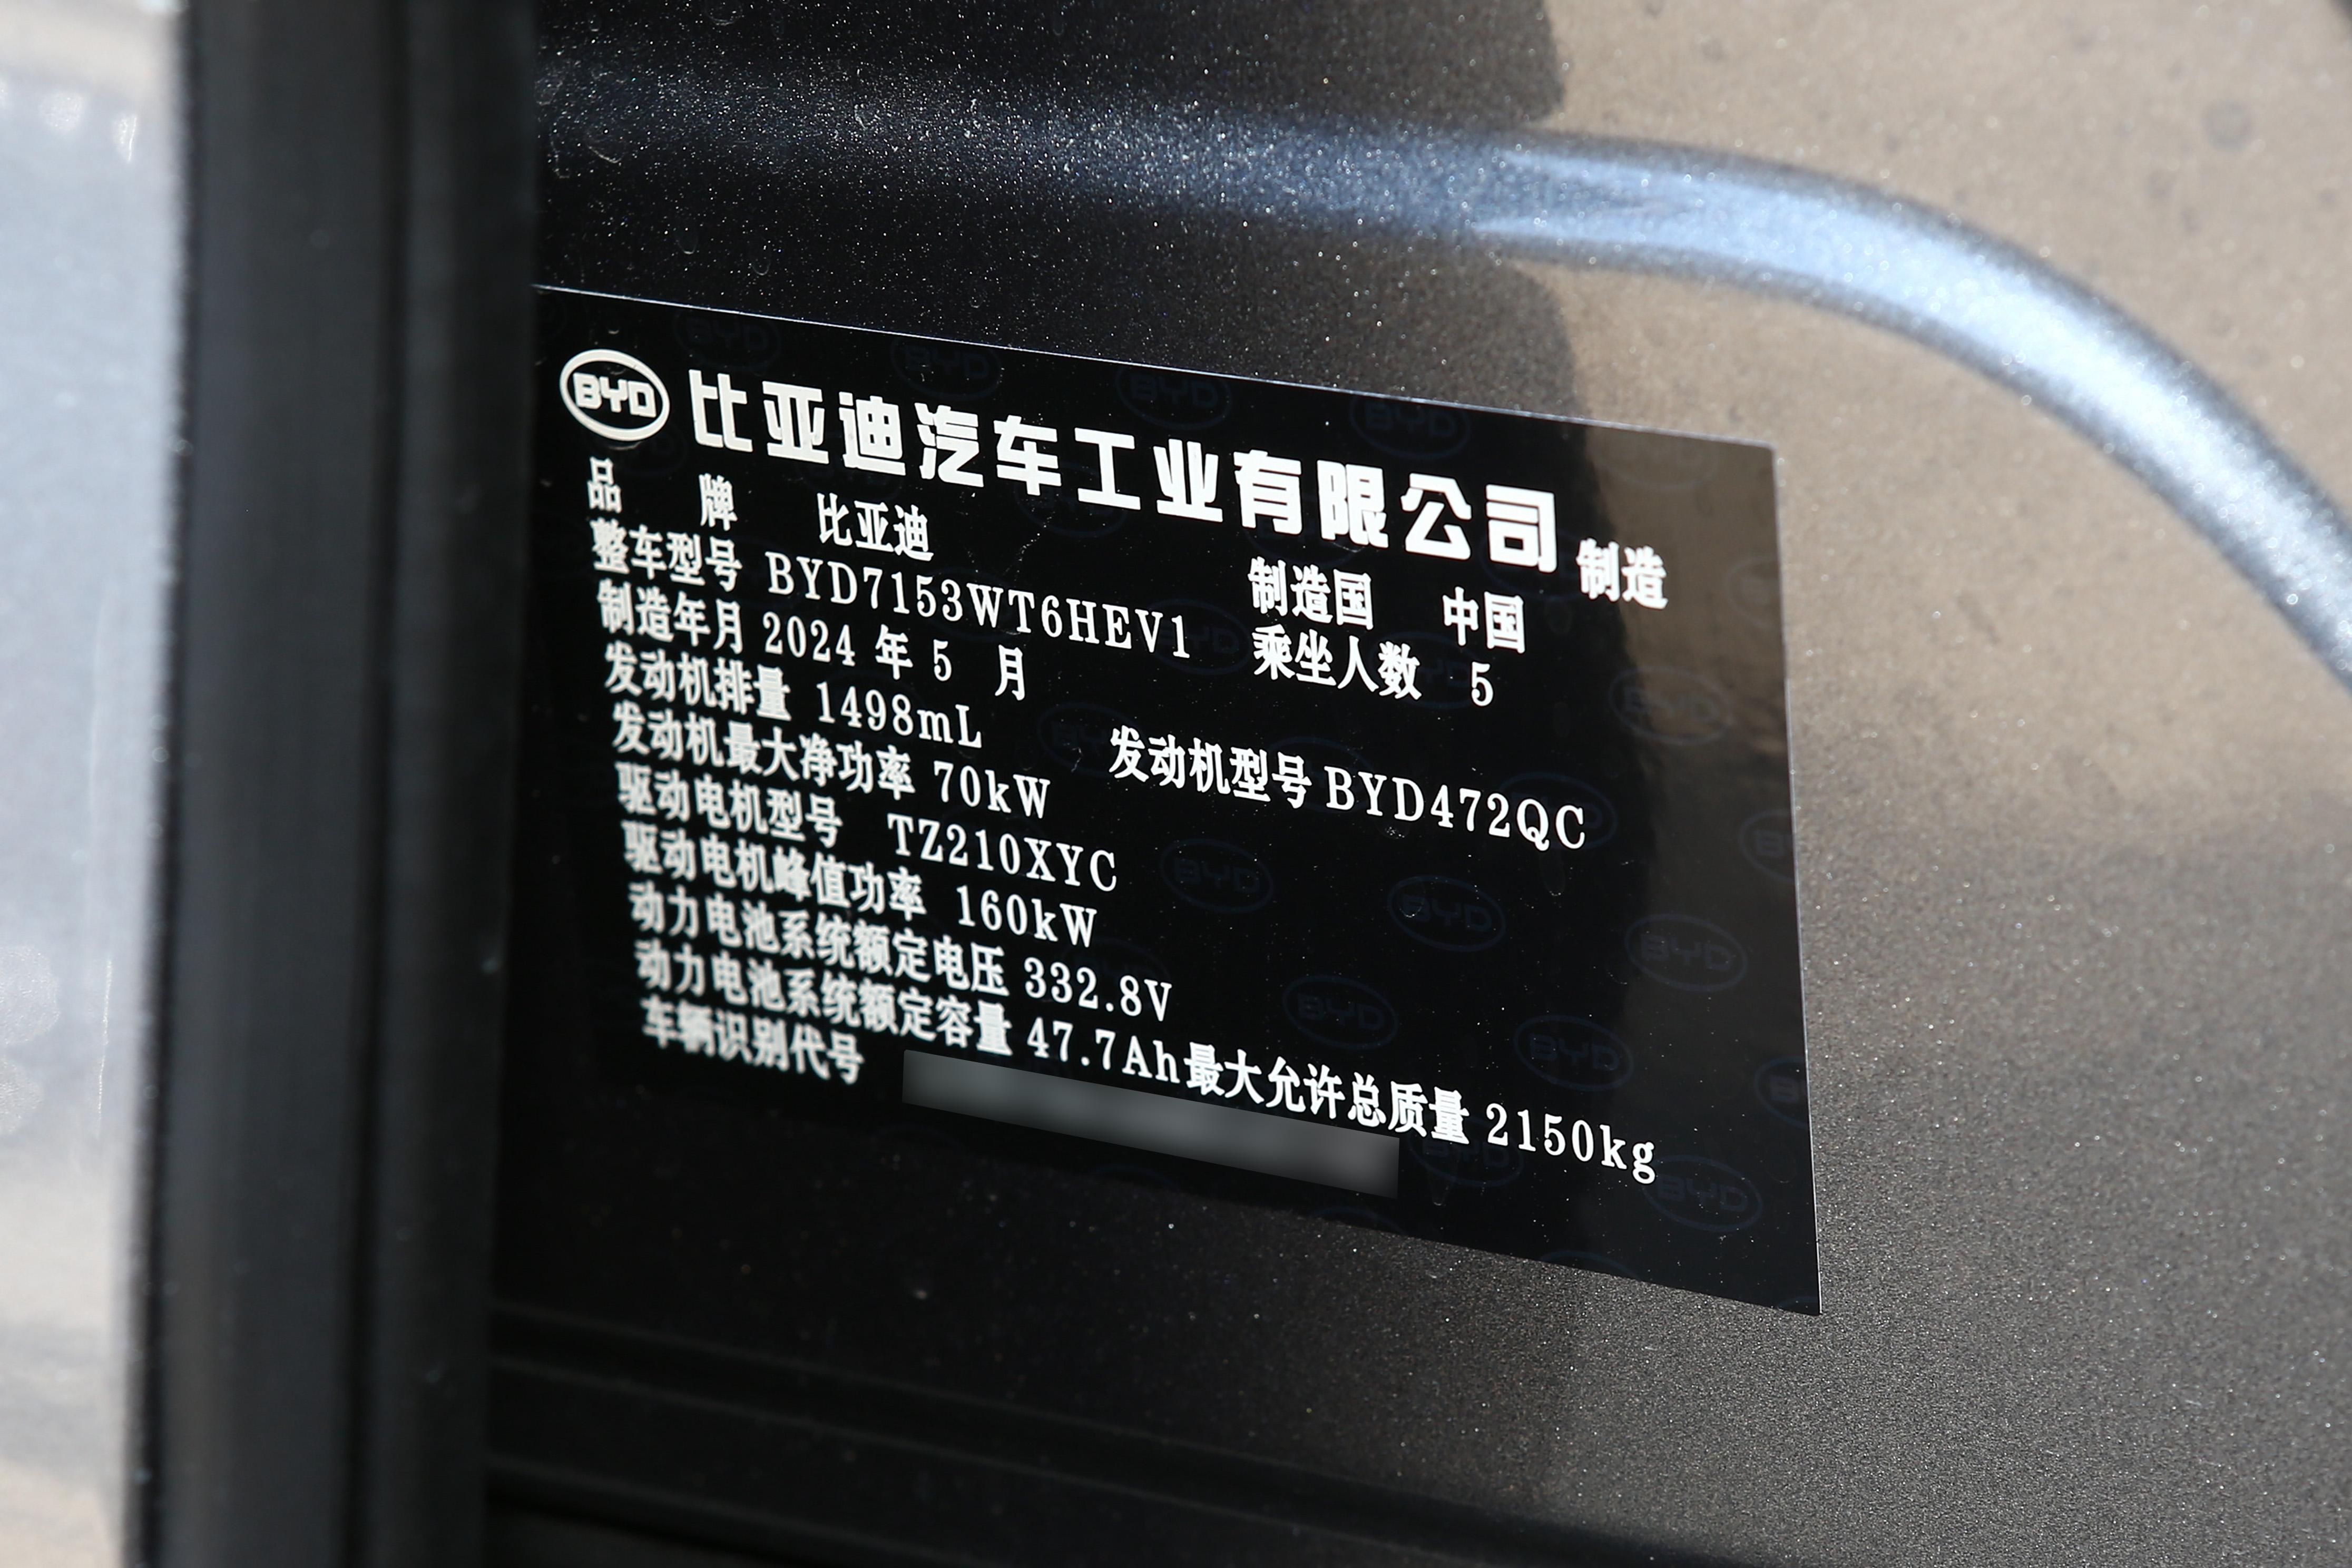 BYD 比亚迪汽车工业有限公司 制造
品 牌 比亚迪 制造国 中国
整车型号 BYD7153WT6HEV1 乘坐人数 5
制造年月 2024 年 5 月
发动机排量 1498mL 发动机型号 BYD472QC
发动机最大净功率 70kW
驱动电机型号 TZ210XYC
驱动电机峰值功率 160kW
动力电池系统额定电压 332.8V
动力电池系统额定容量 47.7Ah 最大允许总质量 2150kg
车辆识别代号